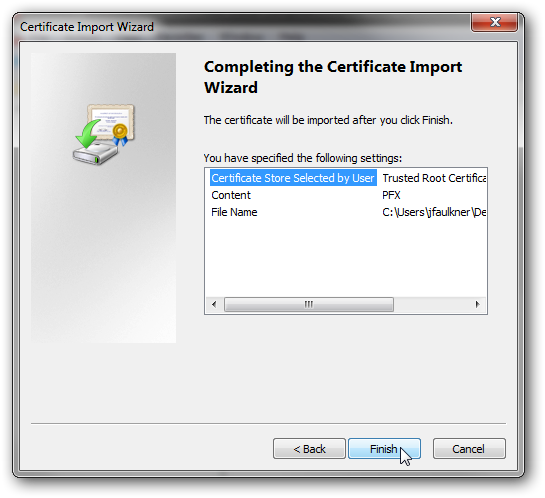 Certificate Import Wizard
Completing the Certificate Import
Wizard
The certificate will be imported after you click Finish.
You have specified the following settings:
Certificate Store Selected by User Trusted Root Certifica
Content PFX
File Name C:\Users\jfaulkner\De
< Back Finish Cancel